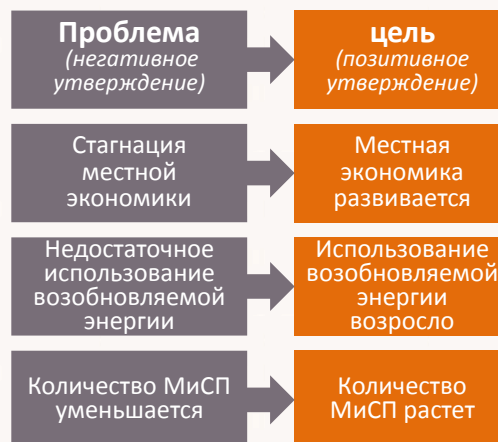 Проблема
(негативное
утверждение)
цель
(позитивное
утверждение)
Стагнация
местной
экономики
Местная
экономика
развивается
Недостаточное
использование
возобновляемой
энергии
Использование
возобновляемой
энергии
возросло
Количество МиСП
уменьшается
Количество
МиСП растет